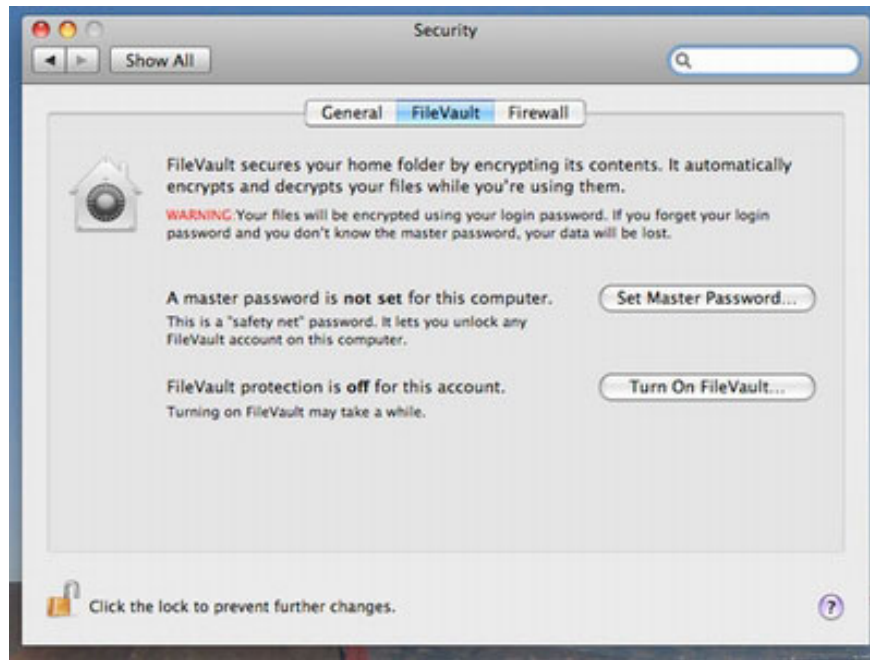 Security
Show All
General FileVault Firewall
FileVault secures your home folder by encrypting its contents. It automatically
encrypts and decrypts your files while you're using them.
WARNING:Your files will be encrypted using your login password. If you forget your login
password and you don't know the master password, your data will be lost.
A master password is not set for this computer.
Set Master Password...
This is a "safety net" password. It lets you unlock any
FileVault account on this computer.
FileVault protection is off for this account.
Turn On FileVault...
Turning on FileVault may take a while.
Click the lock to prevent further changes.
?